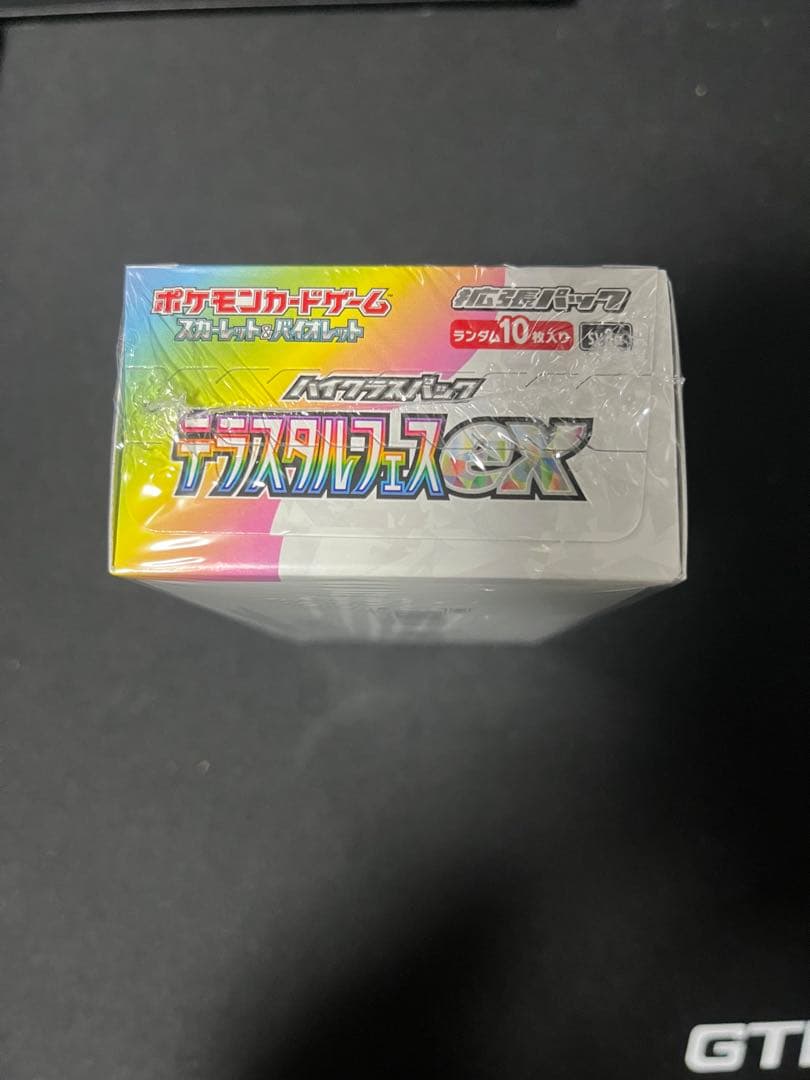 ポケモンカードゲーム
拡張パック
スカーレット&バイオレット
ランダム10枚入り
ハイクラスパック
テラスタルフェスex